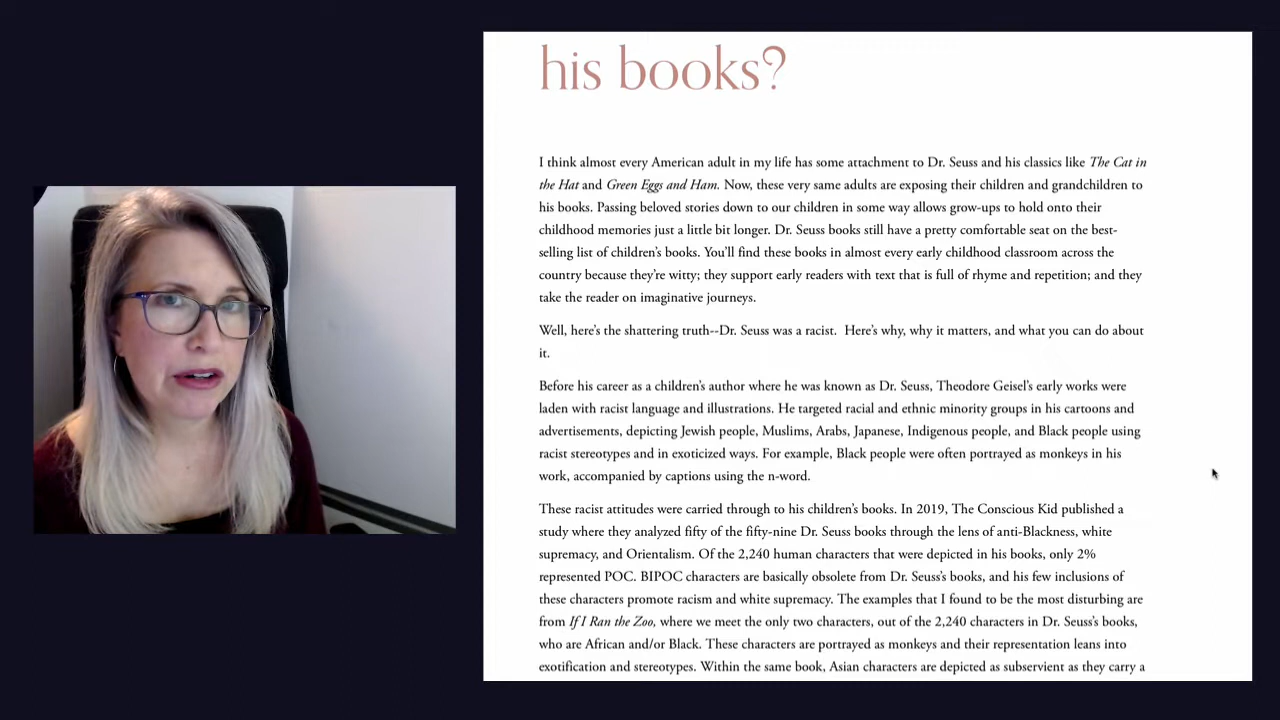 his books?
I think almost every American adult in my life has some attachment to Dr. Seuss and his classics like The Cat in
the Hat and Green Eggs and Ham. Now, these very same adults are exposing their children and grandchildren to
his books. Passing beloved stories down to our children in some way allows grow-ups to hold onto their
childhood memories just a little bit longer. Dr. Seuss books still have a pretty comfortable seat on the best-
selling list of children's books. You'll find these books in almost every early childhood classroom across the
country because they're witty; they support early readers with text that is full of rhyme and repetition; and they
take the reader on imaginative journeys.
Well, here's the shattering truth--Dr. Seuss was a racist.  Here's why, why it matters, and what you can do about
it.
Before his career as a children's author where he was known as Dr. Seuss, Theodore Geisel's early works were
laden with racist language and illustrations. He targeted racial and ethnic minority groups in his cartoons and
advertisements, depicting Jewish people, Muslims, Arabs, Japanese, Indigenous people, and Black people using
racist stereotypes and in exoticized ways. For example, Black people were often portrayed as monkeys in his
work, accompanied by captions using the n-word.
These racist attitudes were carried through to his children's books. In 2019, The Conscious Kid published a
study where they analyzed fifty of the fifty-nine Dr. Seuss books through the lens of anti-Blackness, white
supremacy, and Orientalism. Of the 2,240 human characters that were depicted in his books, only 2%
represented POC. BIPOC characters are basically obsolete from Dr. Seuss's books, and his few inclusions of
these characters promote racism and white supremacy. The examples that I found to be the most disturbing are
from If I Ran the Zoo, where we meet the only two characters, out of the 2,240 characters in Dr. Seuss's books,
who are African and/or Black. These characters are portrayed as monkeys and their representation leans into
exotification and stereotypes. Within the same book, Asian characters are depicted as subservient as they carry a